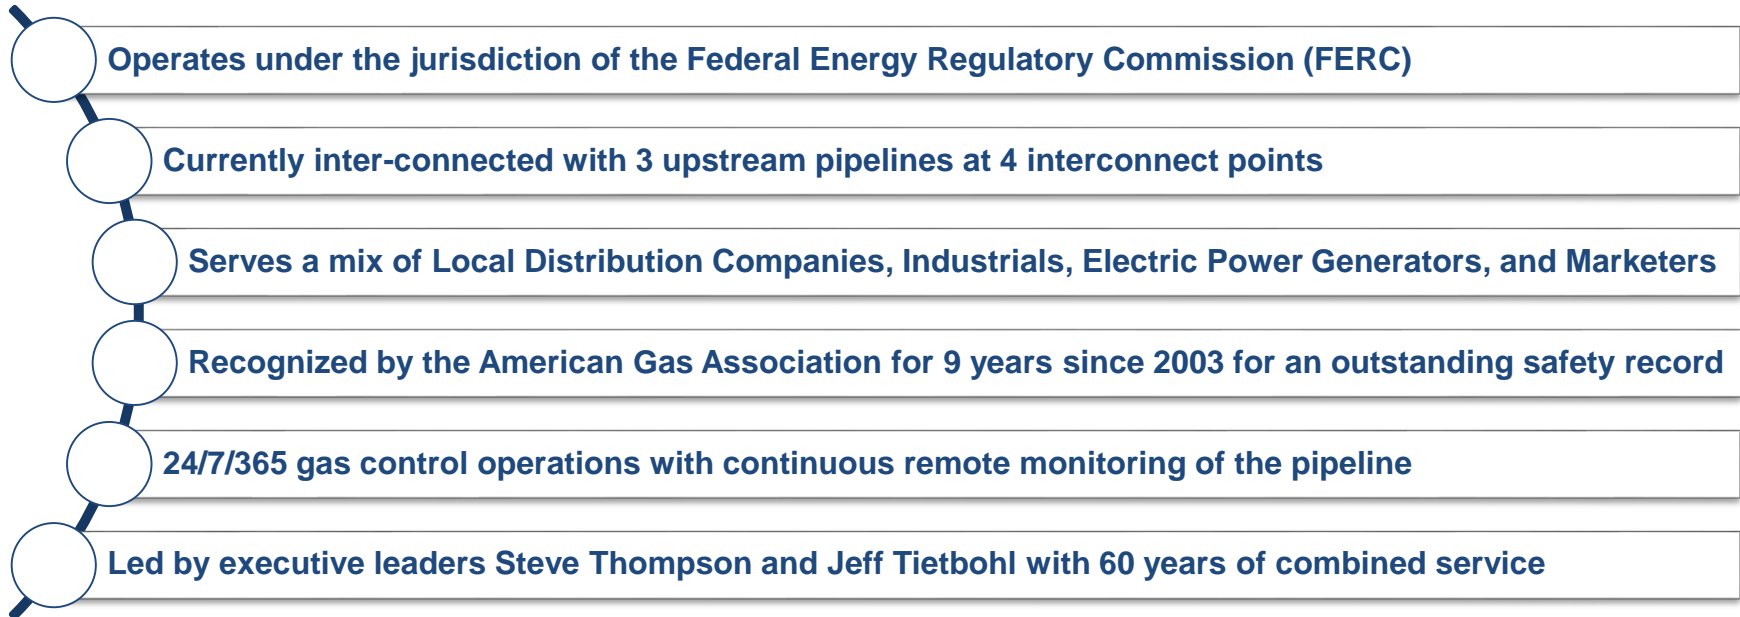 Operates under the jurisdiction of the Federal Energy Regulatory Commission (FERC)
Currently inter-connected with 3 upstream pipelines at 4 interconnect points
Serves a mix of Local Distribution Companies, Industrials, Electric Power Generators, and Marketers
Recognized by the American Gas Association for 9 years since 2003 for an outstanding safety record
24/7/365 gas control operations with continuous remote monitoring of the pipeline
Led by executive leaders Steve Thompson and Jeff Tietbohl with 60 years of combined service